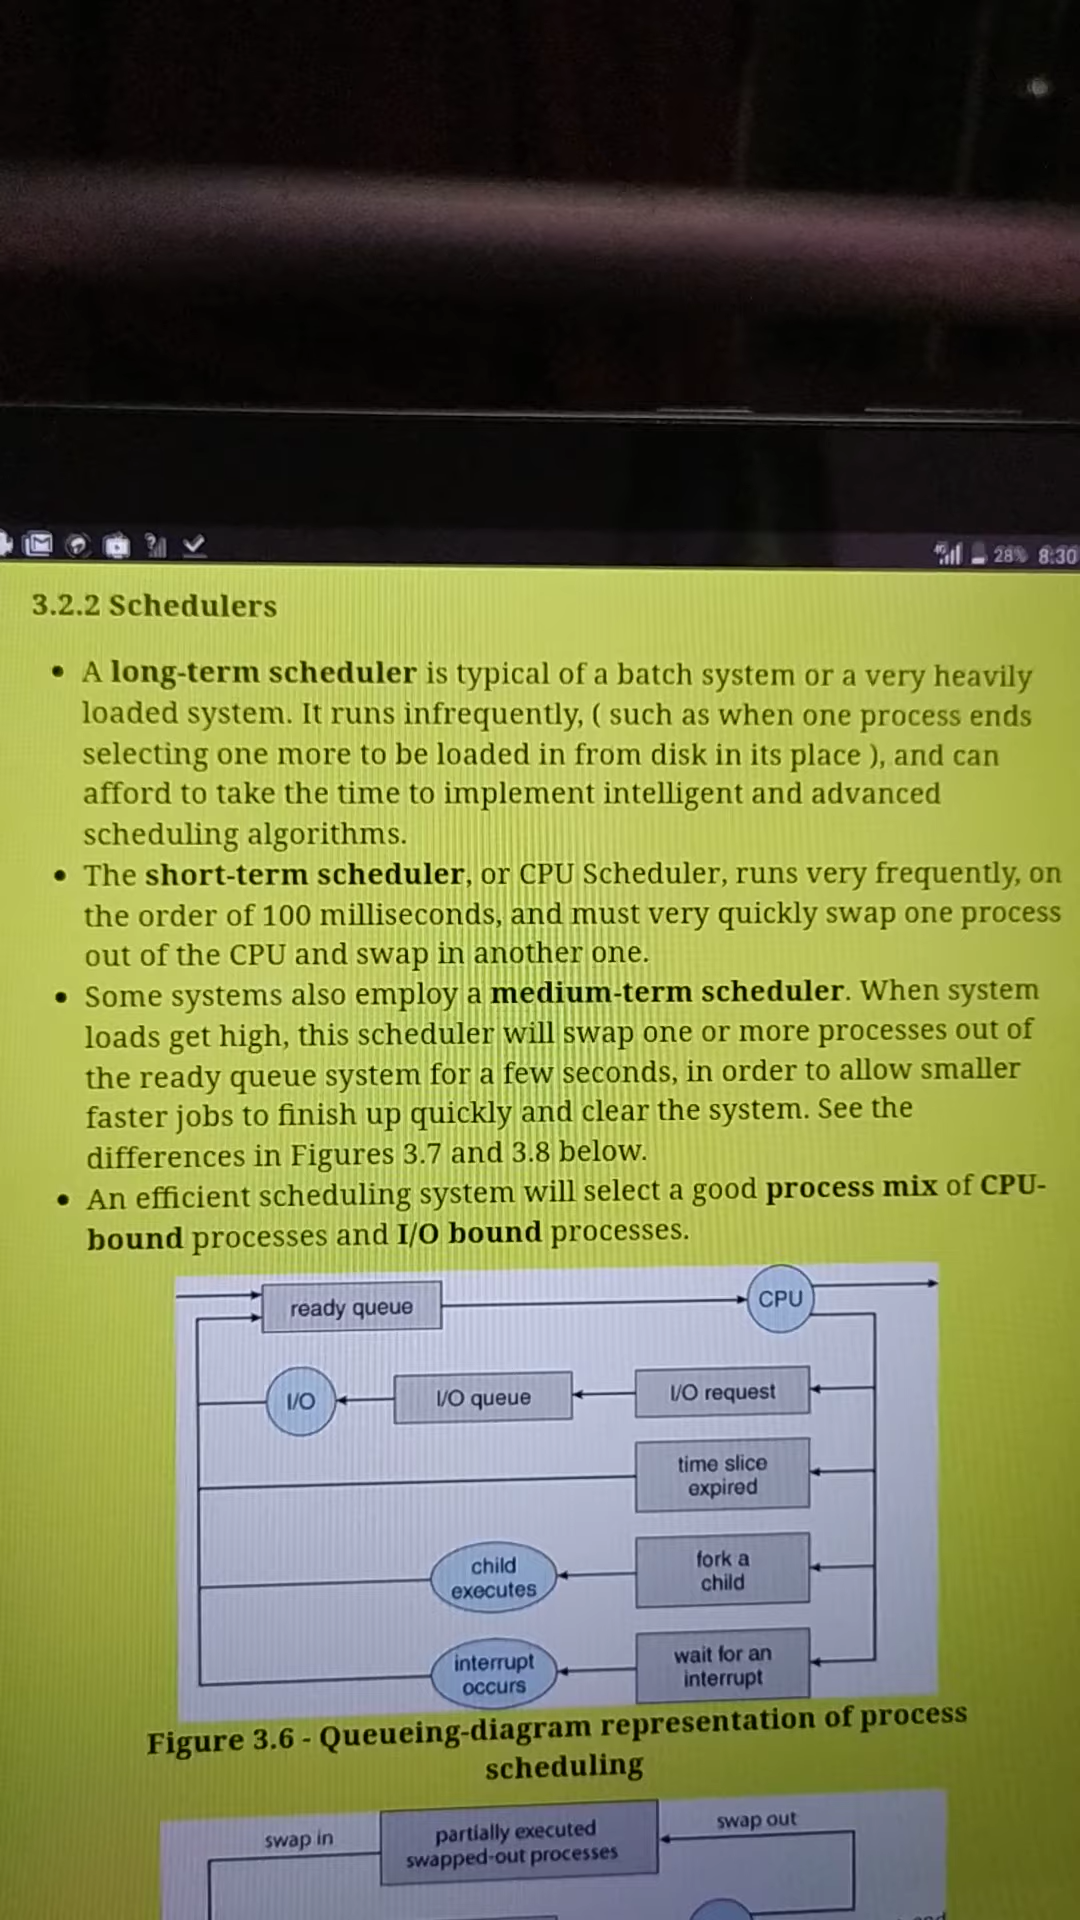 28% 8:30
3.2.2 Schedulers
• A long-term scheduler is typical of a batch system or a very heavily
loaded system. It runs infrequently, ( such as when one process ends
selecting one more to be loaded in from disk in its place ), and can
afford to take the time to implement intelligent and advanced
scheduling algorithms.
• The short-term scheduler, or CPU Scheduler, runs very frequently, on
the order of 100 milliseconds, and must very quickly swap one process
out of the CPU and swap in another one.
• Some systems also employ a medium-term scheduler. When system
loads get high, this scheduler will swap one or more processes out of
the ready queue system for a few seconds, in order to allow smaller
faster jobs to finish up quickly and clear the system. See the
differences in Figures 3.7 and 3.8 below.
• An efficient scheduling system will select a good process mix of CPU-
bound processes and I/O bound processes.
ready queue
CPU
I/O
I/O queue
I/O request
time slice
expired
child
executes
fork a
child
interrupt
occurs
wait for an
interrupt
Figure 3.6 - Queueing-diagram representation of process
scheduling
swap in
partially executed
swapped-out processes
swap out